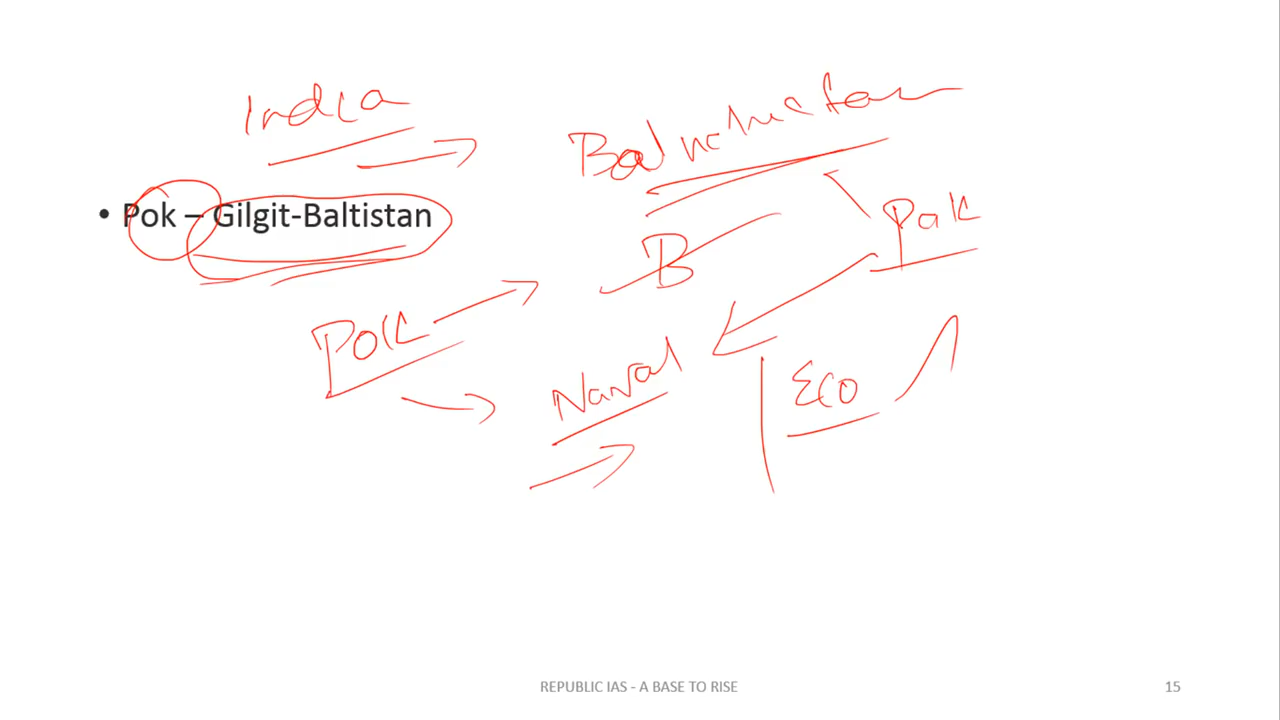 India
Baluchistan
• Pok – Gilgit-Baltistan
Pak
B
Pok
Naval
Eco
REPUBLIC IAS - A BASE TO RISE
15